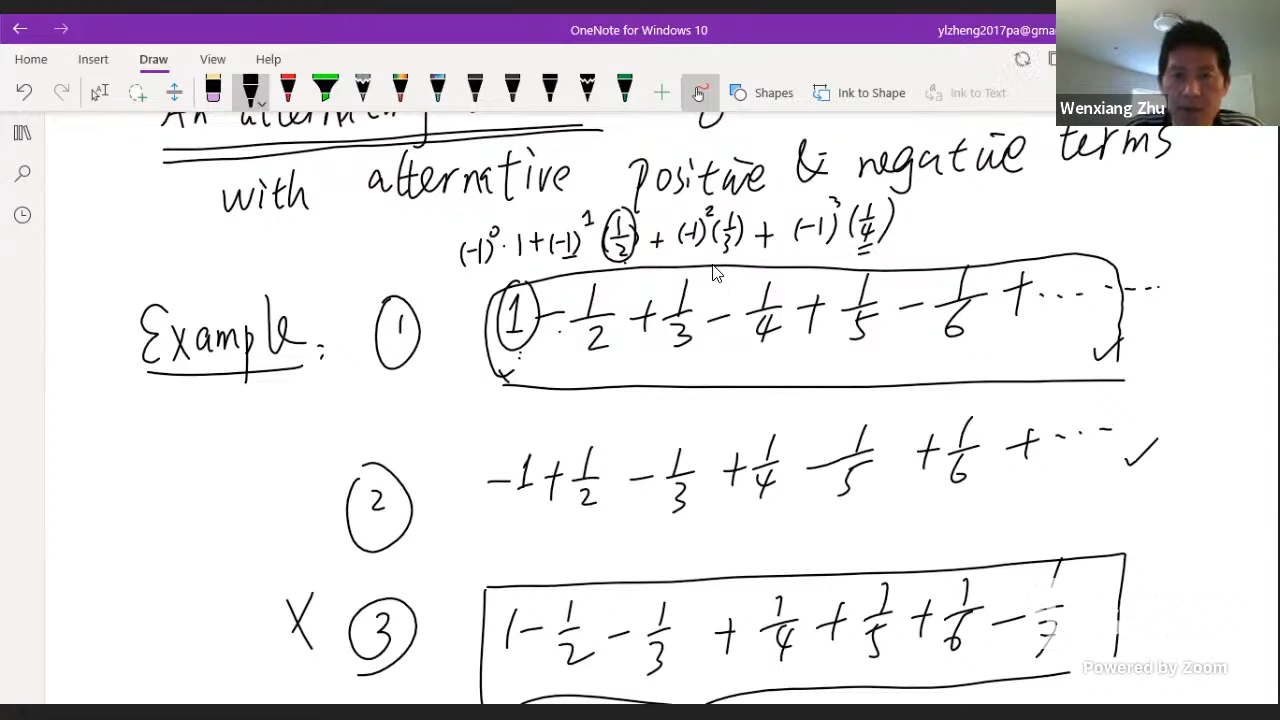 OneNote for Windows 10
ylzheng2017pa@gma
Home Insert Draw View Help
Shapes Ink to Shape Ink to Text
Wenxiang Zhu
An alternating
with alternative positive & negative terms
(-1)^0 · 1 + (-1)^1 (1/2) + (-1)^2 (1/3) + (-1)^3 (1/4)
Example: ① 1 - 1/2 + 1/3 - 1/4 + 1/5 - 1/6 + ... ...
② -1 + 1/2 - 1/3 + 1/4 - 1/5 + 1/6 + ... ✓
X ③ 1 - 1/2 - 1/3 + 1/4 + 1/5 + 1/6 - 1/7
Powered by Zoom